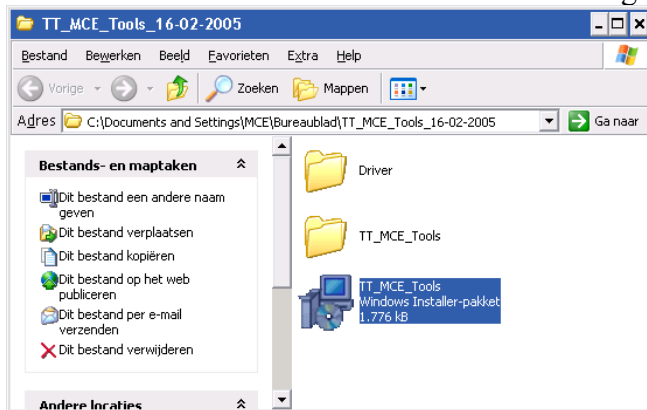 TT_MCE_Tools_16-02-2005
Bestand Bewerken Beeld Favorieten Extra Help
Vorige Zoeken Mappen
Adres C:\Documents and Settings\MCE\Bureaublad\TT_MCE_Tools_16-02-2005 Ga naar
Bestands- en maptaken
Dit bestand een andere naam
geven
Dit bestand verplaatsen
Dit bestand kopiëren
Dit bestand op het web
publiceren
Dit bestand per e-mail
verzenden
Dit bestand verwijderen
Andere locaties
Driver
TT_MCE_Tools
TT_MCE_Tools
Windows Installer-pakket
1.776 kB